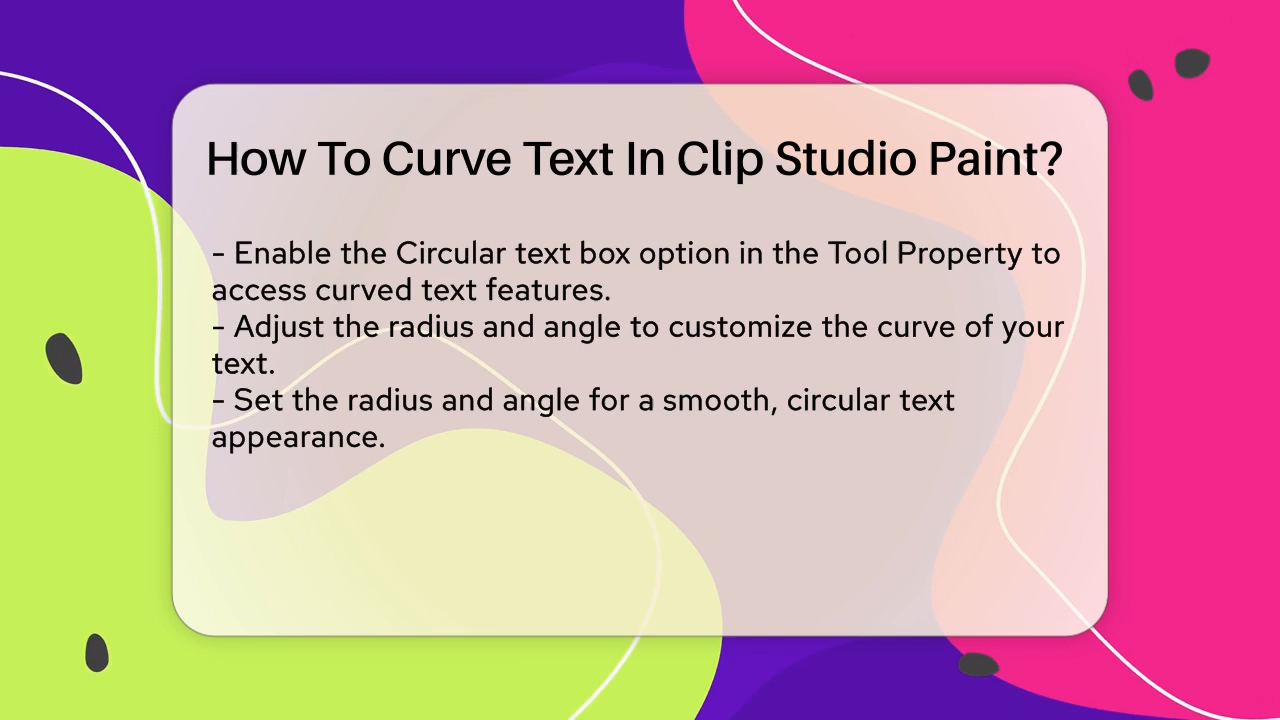 How To Curve Text In Clip Studio Paint?
- Enable the Circular text box option in the Tool Property to
access curved text features.
- Adjust the radius and angle to customize the curve of your
text.
- Set the radius and angle for a smooth, circular text
appearance.